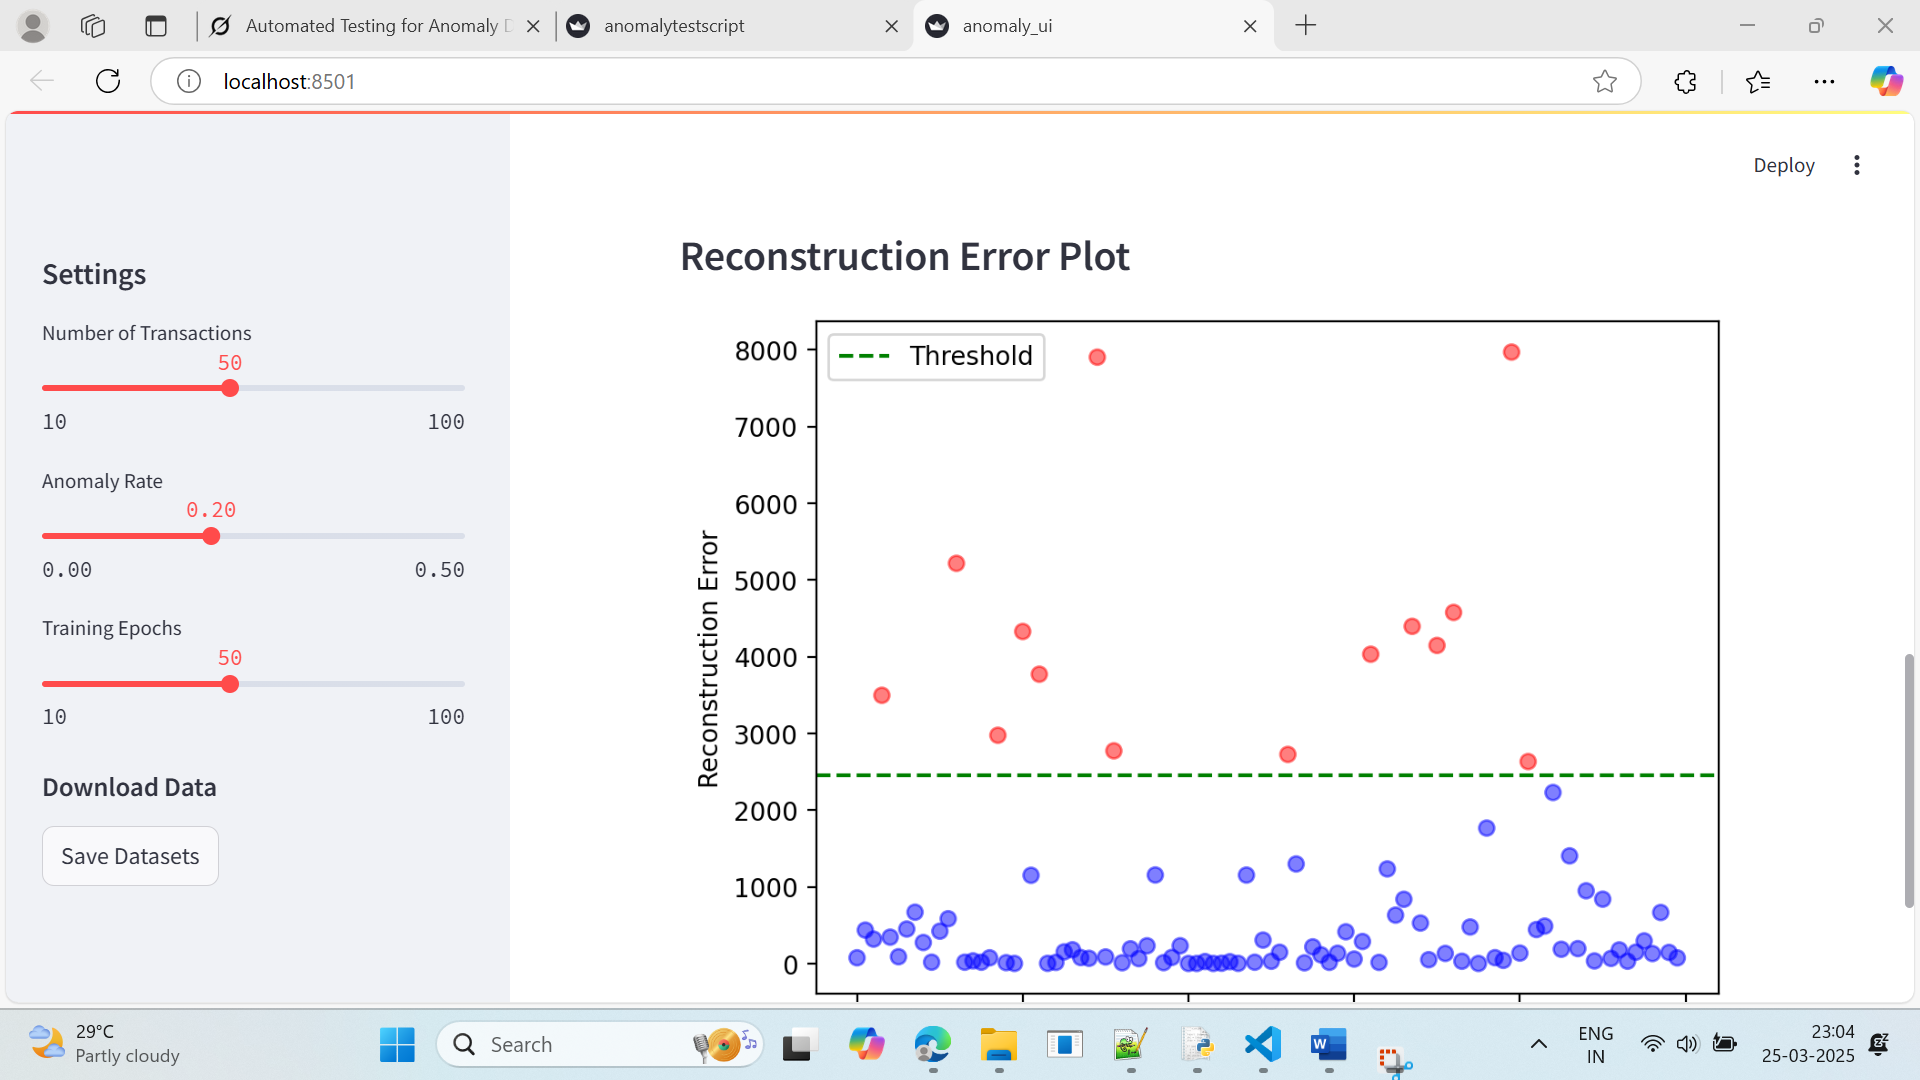 Automated Testing for Anomaly D
anomalytestscript
anomaly_ui
localhost:8501
Deploy
Settings
Number of Transactions
50
10 100
Anomaly Rate
0.20
0.00 0.50
Training Epochs
50
10 100
Download Data
Save Datasets
Reconstruction Error Plot
Threshold
Reconstruction Error
8000
7000
6000
5000
4000
3000
2000
1000
0
29°C
Partly cloudy
Search
ENG
IN
23:04
25-03-2025